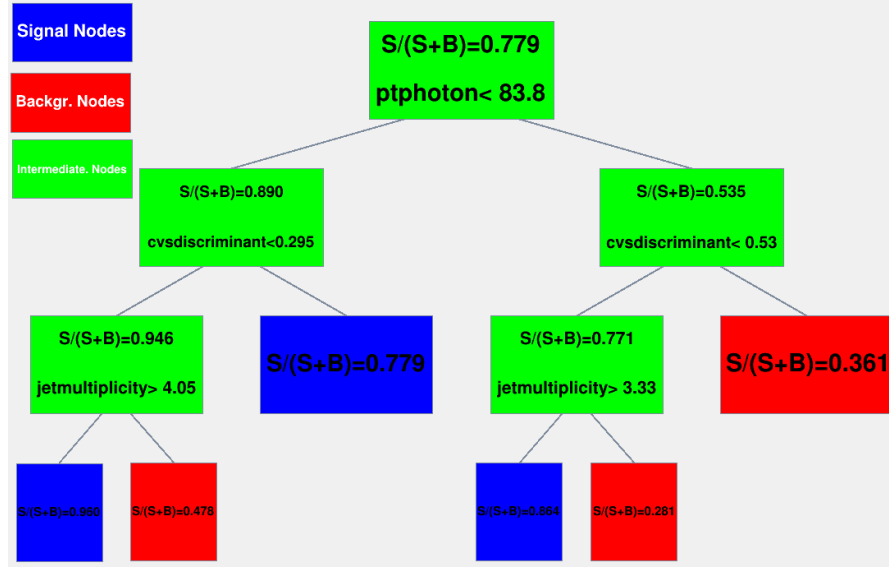 Signal Nodes
Backgr. Nodes
Intermediate. Nodes
S/(S+B)=0.779
ptphoton< 83.8
S/(S+B)=0.890
cvsdiscriminant<0.295
S/(S+B)=0.535
cvsdiscriminant< 0.53
S/(S+B)=0.946
jetmultiplicity> 4.05
S/(S+B)=0.779
S/(S+B)=0.771
jetmultiplicity> 3.33
S/(S+B)=0.361
S/(S+B)=0.960
S/(S+B)=0.478
S/(S+B)=0.864
S/(S+B)=0.281